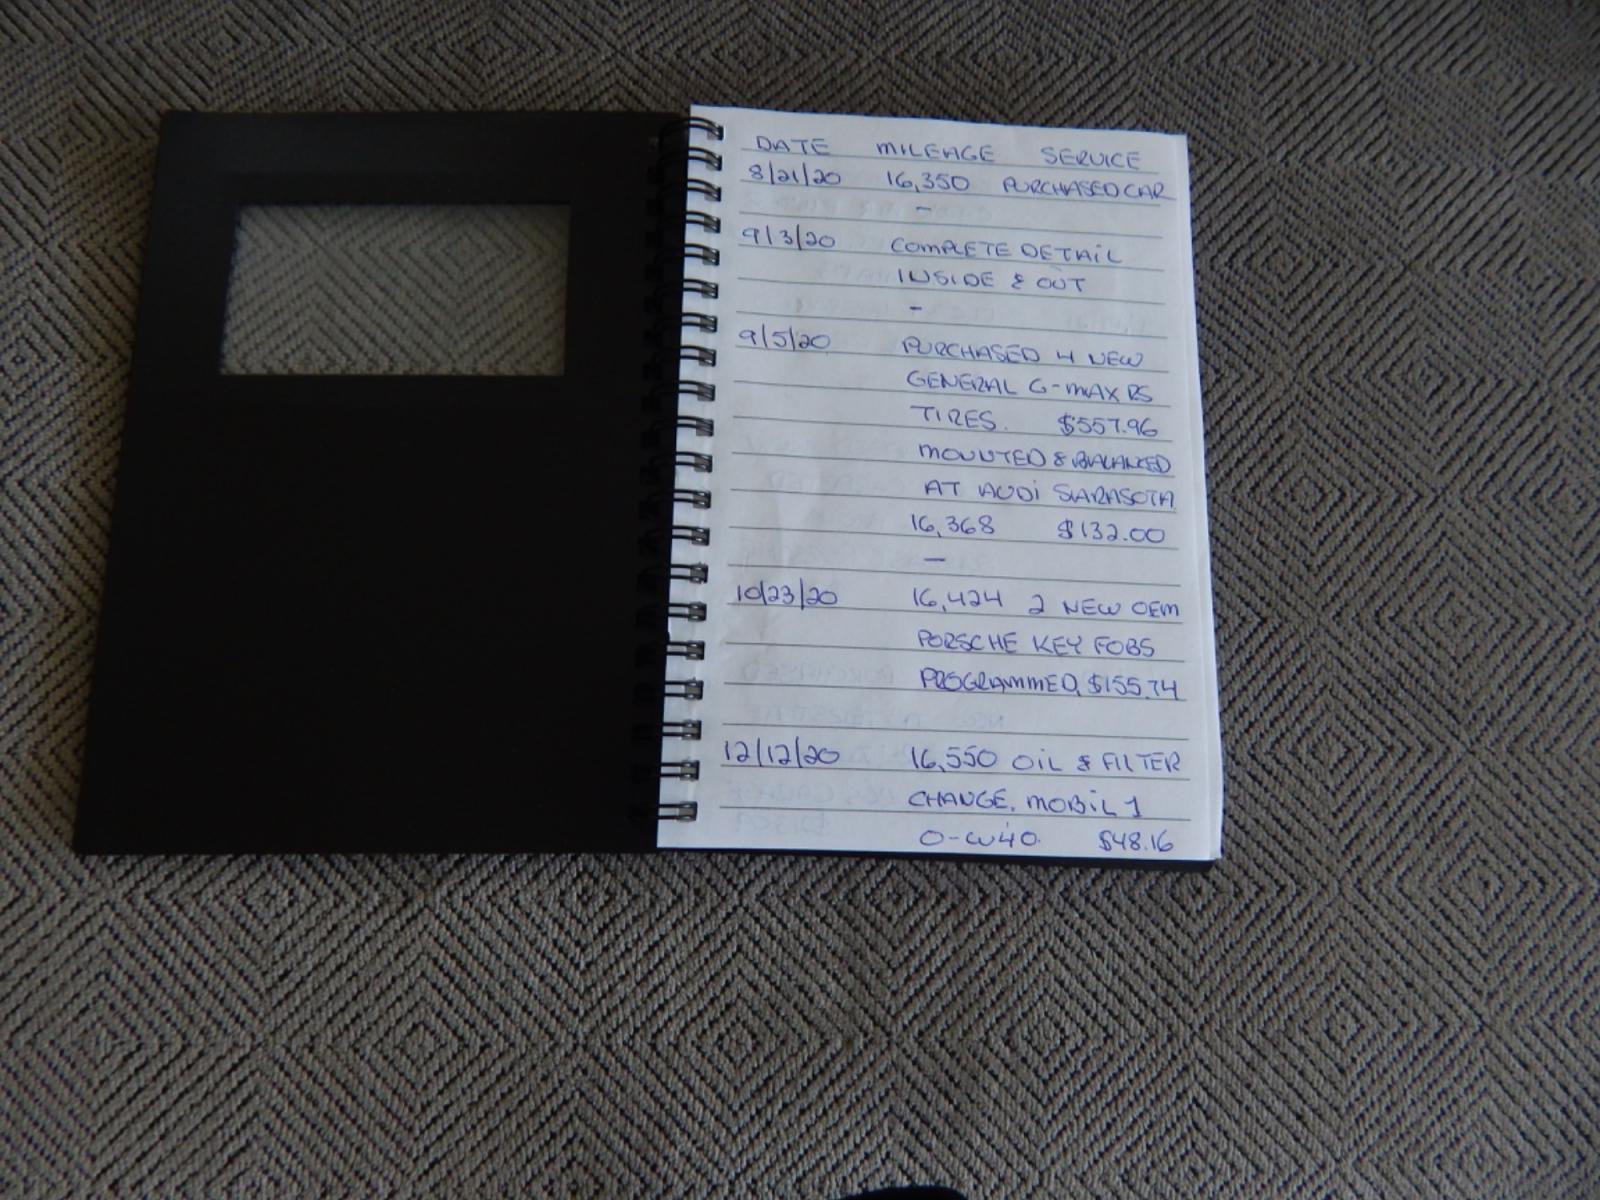 DATE MILEAGE SERVICE
8/21/20 16,350 PURCHASED CAR
-
9/3/20 COMPLETE DETAIL
INSIDE & OUT
-
9/5/20 PURCHASED 4 NEW
GENERAL G-MAX RS
TIRES. $557.96
MOUNTED & BALANCED
AT AUDI SARASOTA
16,368 $132.00
-
10/23/20 16,424 2 NEW OEM
PORSCHE KEY FOBS
PROGRAMMED, $155.74
12/12/20 16,550 OIL & FILTER
CHANGE. MOBIL 1
0-W40. $48.16